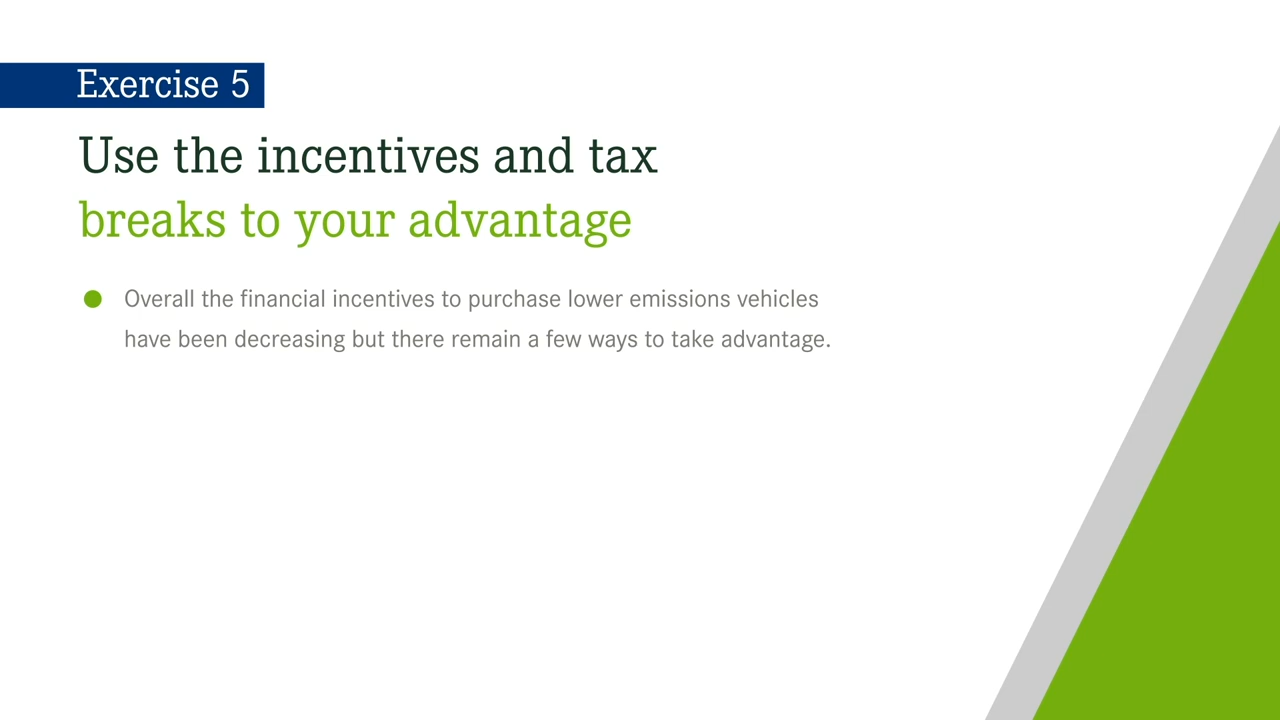 Exercise 5
Use the incentives and tax
breaks to your advantage
Overall the financial incentives to purchase lower emissions vehicles
have been decreasing but there remain a few ways to take advantage.